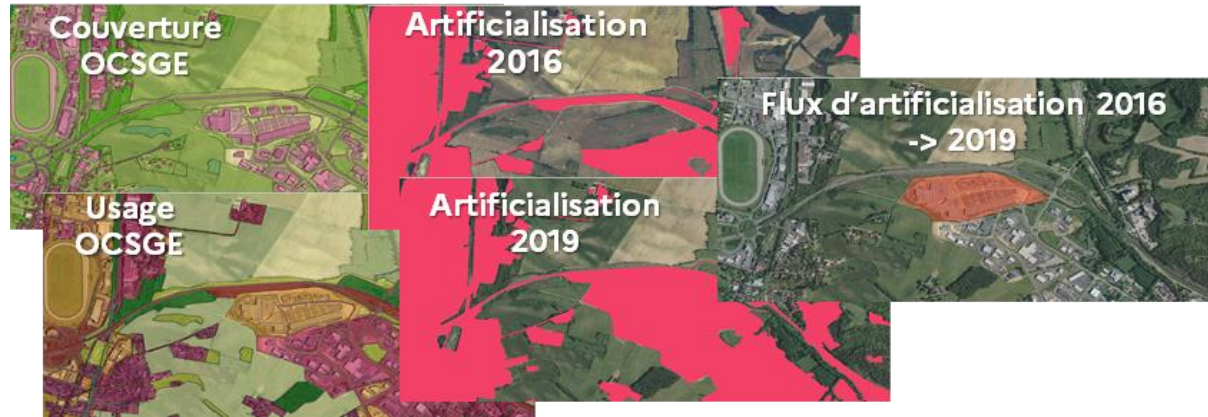 Couverture
OCSGE
Artificialisation
2016
Flux d'artificialisation 2016
-> 2019
Usage
OCSGE
Artificialisation
2019